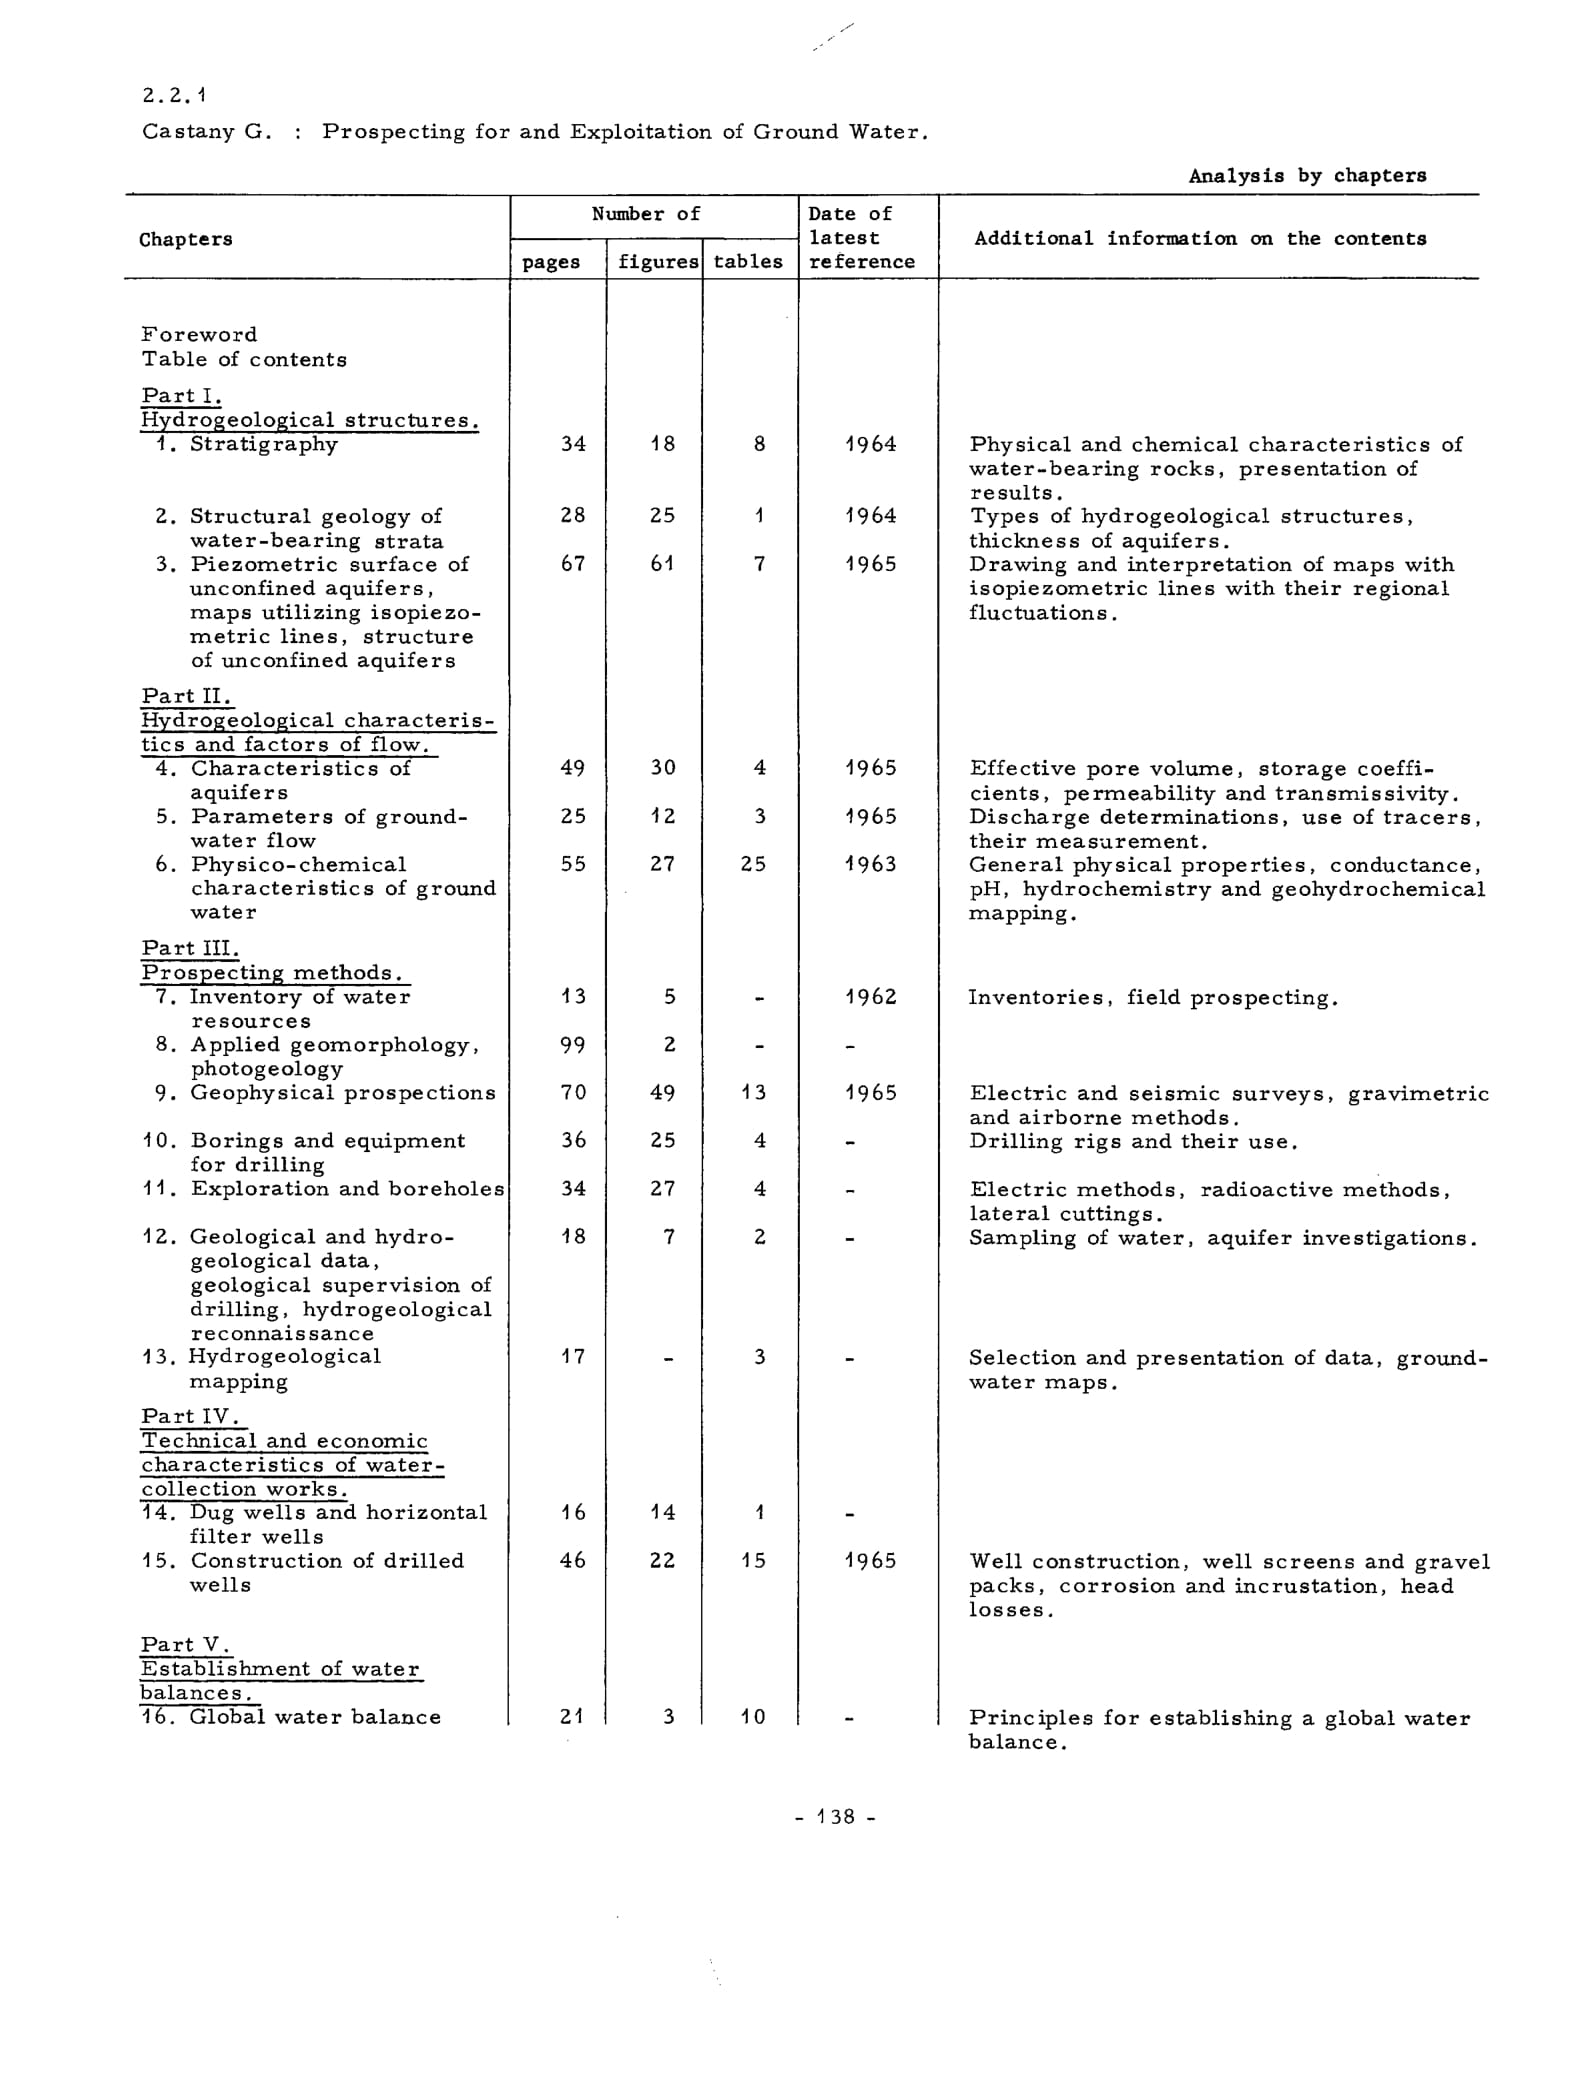 2.2.1
Castany G. : Prospecting for and Exploitation of Ground Water.
Analysis by chapters
Chapters
Number of
pages figures tables
Date of
latest
reference
Additional information on the contents
Foreword
Table of contents
Part I.
Hydrogeological structures.
1. Stratigraphy 34 18 8 1964 Physical and chemical characteristics of
water-bearing rocks, presentation of
results.
2. Structural geology of 28 25 1 1964 Types of hydrogeological structures,
water-bearing strata thickness of aquifers.
3. Piezometric surface of 67 61 7 1965 Drawing and interpretation of maps with
unconfined aquifers, isopiezometric lines with their regional
maps utilizing isopiezo- fluctuations.
metric lines, structure
of unconfined aquifers
Part II.
Hydrogeological characteris-
tics and factors of flow.
4. Characteristics of 49 30 4 1965 Effective pore volume, storage coeffi-
aquifers cients, permeability and transmissivity.
5. Parameters of ground- 25 12 3 1965 Discharge determinations, use of tracers,
water flow their measurement.
6. Physico-chemical 55 27 25 1963 General physical properties, conductance,
characteristics of ground pH, hydrochemistry and geohydrochemical
water mapping.
Part III.
Prospecting methods.
7. Inventory of water 13 5 - 1962 Inventories, field prospecting.
resources
8. Applied geomorphology, 99 2 - -
photogeology
9. Geophysical prospections 70 49 13 1965 Electric and seismic surveys, gravimetric
and airborne methods.
10. Borings and equipment 36 25 4 - Drilling rigs and their use.
for drilling
11. Exploration and boreholes 34 27 4 - Electric methods, radioactive methods,
lateral cuttings.
12. Geological and hydro- 18 7 2 - Sampling of water, aquifer investigations.
geological data,
geological supervision of
drilling, hydrogeological
reconnaissance
13. Hydrogeological 17 - 3 - Selection and presentation of data, ground-
mapping water maps.
Part IV.
Technical and economic
characteristics of water-
collection works.
14. Dug wells and horizontal 16 14 1 -
filter wells
15. Construction of drilled 46 22 15 1965 Well construction, well screens and gravel
wells packs, corrosion and incrustation, head
losses.
Part V.
Establishment of water
balances.
16. Global water balance 21 3 10 - Principles for establishing a global water
balance.
- 138 -